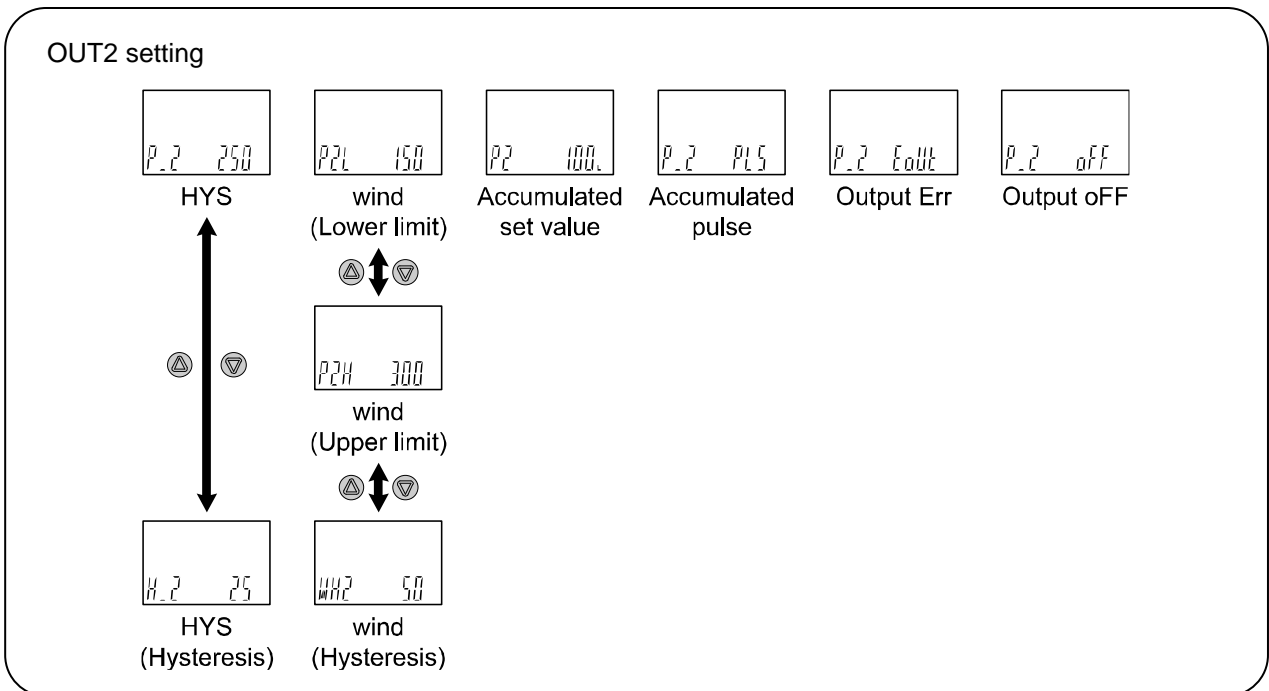 OUT2 setting
P_2 250
P2L 150
P2 100.
P_2 PLS
P_2 EoUt
P_2 oFF
HYS
wind
(Lower limit)
Accumulated
set value
Accumulated
pulse
Output Err
Output oFF
P2H 300
wind
(Upper limit)
H_2 25
WH2 50
HYS
(Hysteresis)
wind
(Hysteresis)